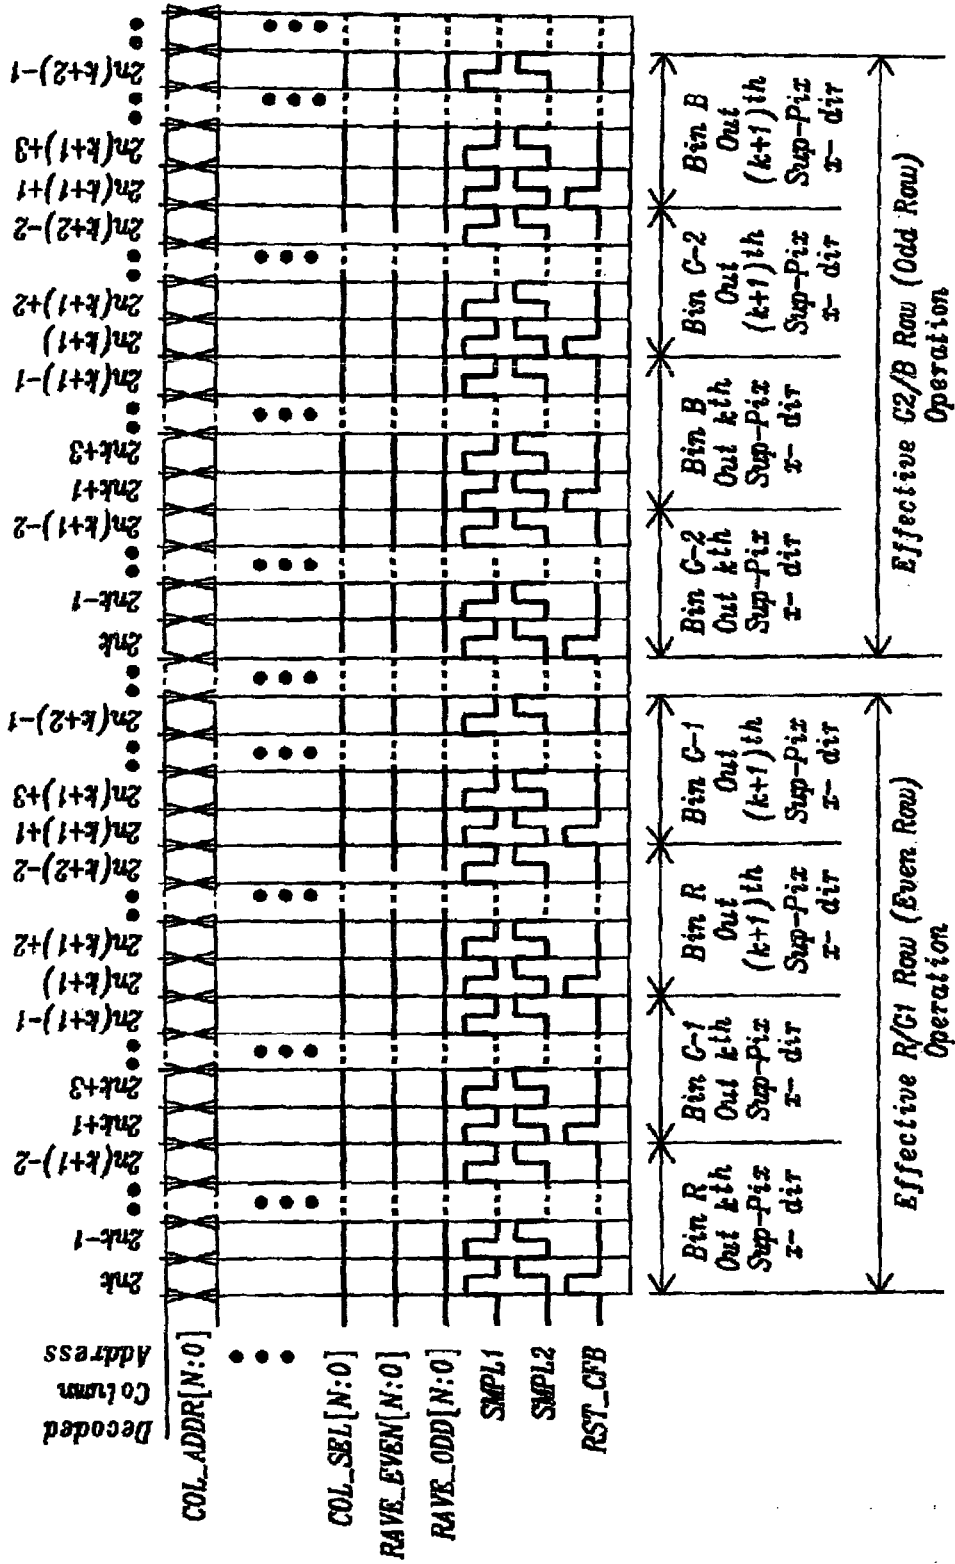 Decoded
Column
Address
2nk
2nk-1
2n(k+1)-2
2nk+1
2nk+3
2n(k+1)-1
2n(k+1)
2n(k+1)+2
2n(k+2)-2
2n(k+1)+1
2n(k+1)+3
2n(k+2)-1
2nk
2nk-1
2n(k+1)-2
2nk+1
2nk+3
2n(k+1)-1
2n(k+1)
2n(k+1)+2
2n(k+2)-2
2n(k+1)+1
2n(k+1)+3
2n(k+2)-1
COL_ADDR[N:0]
COL_SEL[N:0]
RAVE_EVEN[N:0]
RAVE_ODD[N:0]
SMPL1
SMPL2
RST_CFB
Bin R
Out kth
Sup-Pix
x- dir
Bin G-1
Out kth
Sup-Pix
x- dir
Bin R
Out
(k+1)th
Sup-Pix
x- dir
Bin G-1
Out
(k+1)th
Sup-Pix
x- dir
Bin G-2
Out kth
Sup-Pix
x- dir
Bin B
Out kth
Sup-Pix
x- dir
Bin G-2
Out
(k+1)th
Sup-Pix
x- dir
Bin B
Out
(k+1)th
Sup-Pix
x- dir
Effective R/G1 Row (Even Row)
Operation
Effective G2/B Row (Odd Row)
Operation